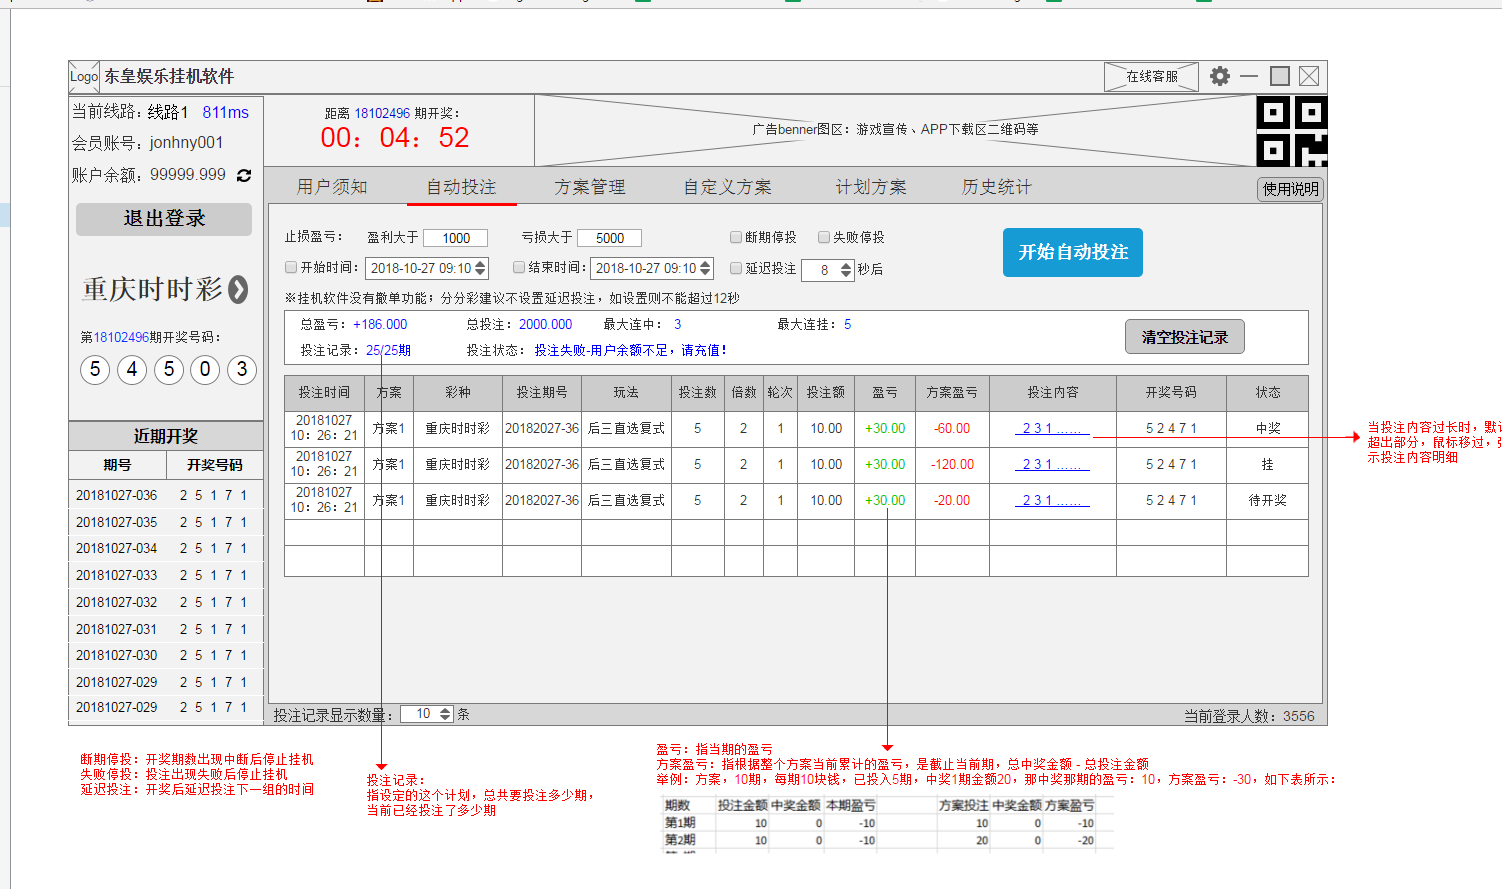 Logo 东皇娱乐挂机软件
在线客服
当前线路：线路1 811ms
会员账号：jonhny001
账户余额：99999.999
退出登录
重庆时时彩
第18102496期开奖号码：
5 4 5 0 3
近期开奖
期号 开奖号码
20181027-036 2 5 1 7 1
20181027-035 2 5 1 7 1
20181027-034 2 5 1 7 1
20181027-033 2 5 1 7 1
20181027-032 2 5 1 7 1
20181027-031 2 5 1 7 1
20181027-030 2 5 1 7 1
20181027-029 2 5 1 7 1
20181027-029 2 5 1 7 1
距离 18102496 期开奖：
00：04：52
广告benner图区：游戏宣传、APP下载区二维码等
用户须知 自动投注 方案管理 自定义方案 计划方案 历史统计
使用说明
止损盈亏： 盈利大于 1000 亏损大于 5000 断期停投 失败停投
开始时间： 2018-10-27 09:10 结束时间： 2018-10-27 09:10 延迟投注 8 秒后
开始自动投注
※挂机软件没有撤单功能；分分彩建议不设置延迟投注，如设置则不能超过12秒
总盈亏：+186.000 总投注：2000.000 最大连中： 3 最大连挂：5
投注记录：25/25期 投注状态： 投注失败-用户余额不足，请充值！
清空投注记录
投注时间 方案 彩种 投注期号 玩法 投注数 倍数 轮次 投注额 盈亏 方案盈亏 投注内容 开奖号码 状态
20181027
10：26：21 方案1 重庆时时彩 20182027-36 后三直选复式 5 2 1 10.00 +30.00 -60.00 2 3 1 …… 5 2 4 7 1 中奖
20181027
10：26：21 方案1 重庆时时彩 20182027-36 后三直选复式 5 2 1 10.00 +30.00 -120.00 2 3 1 …… 5 2 4 7 1 挂
20181027
10：26：21 方案1 重庆时时彩 20182027-36 后三直选复式 5 2 1 10.00 +30.00 -20.00 2 3 1 …… 5 2 4 7 1 待开奖
投注记录显示数量： 10 条
当前登录人数：3556
当投注内容过长时，默
超出部分，鼠标移过，
示投注内容明细
断期停投：开奖期数出现中断后停止挂机
失败停投：投注出现失败后停止挂机
延迟投注：开奖后延迟投注下一组的时间
投注记录：
指设定的这个计划，总共要投注多少期，
当前已经投注了多少期
盈亏：指当期的盈亏
方案盈亏：指根据整个方案当前累计的盈亏，是截止当前期，总中奖金额 - 总投注金额
举例：方案，10期，每期10块钱，已投入5期，中奖1期金额20，那中奖那期的盈亏：10，方案盈亏：-30，如下表所示：
期数 投注金额 中奖金额 本期盈亏 方案投注 中奖金额 方案盈亏
第1期 10 0 -10 10 0 -10
第2期 10 0 -10 20 0 -20